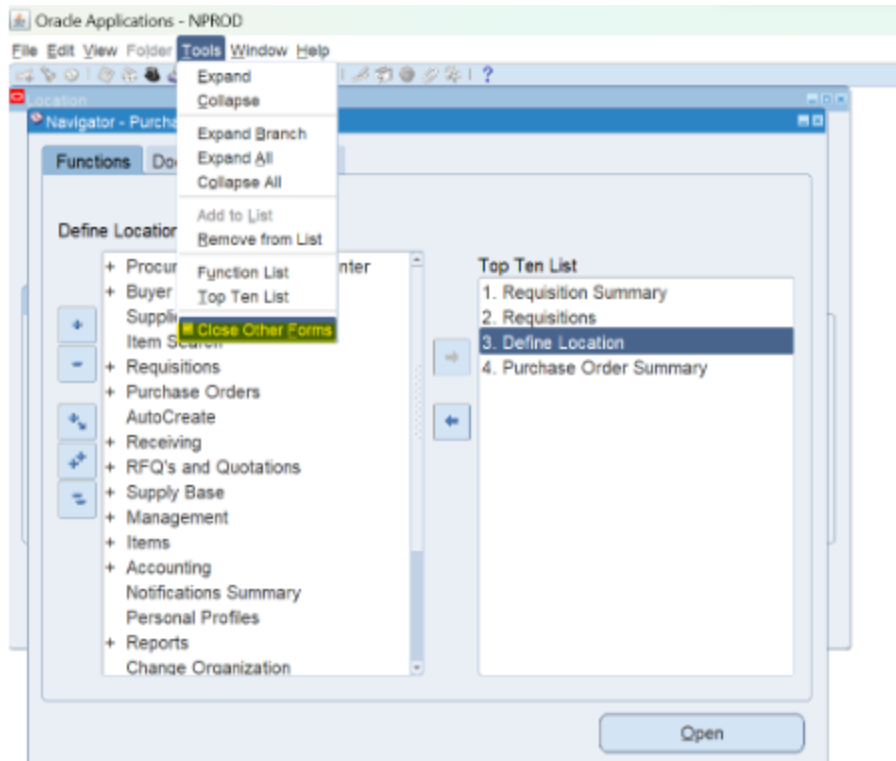 Oracle Applications - NPROD
File Edit View Folder Tools Window Help
Location
Navigator - Purcha
Expand
Collapse
Expand Branch
Expand All
Collapse All
Add to List
Remove from List
Function List
Top Ten List
Close Other Forms
Functions Do
Define Location
+ Procur nter
+ Buyer
Supplie
Item Search
+ Requisitions
+ Purchase Orders
AutoCreate
+ Receiving
+ RFQ's and Quotations
+ Supply Base
+ Management
+ Items
+ Accounting
Notifications Summary
Personal Profiles
+ Reports
Change Organization
Top Ten List
1. Requisition Summary
2. Requisitions
3. Define Location
4. Purchase Order Summary
Open